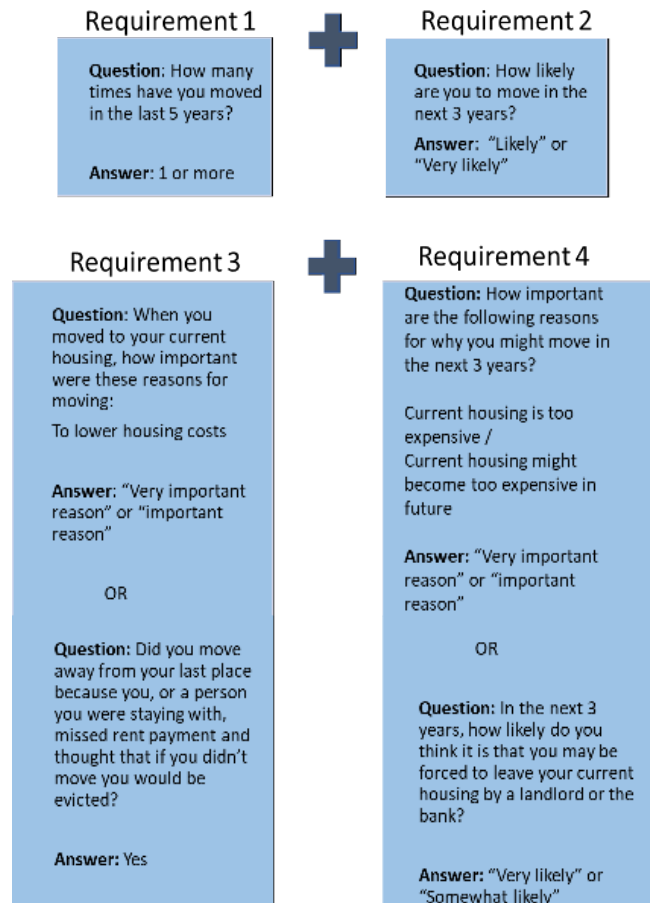 Requirement 1
Question: How many
times have you moved
in the last 5 years?
Answer: 1 or more
Requirement 2
Question: How likely
are you to move in the
next 3 years?
Answer: "Likely" or
"Very likely"
Requirement 3
Question: When you
moved to your current
housing, how important
were these reasons for
moving:
To lower housing costs
Answer: "Very important
reason" or "important
reason"
OR
Question: Did you move
away from your last place
because you, or a person
you were staying with,
missed rent payment and
thought that if you didn't
move you would be
evicted?
Answer: Yes
Requirement 4
Question: How important
are the following reasons
for why you might move in
the next 3 years?
Current housing is too
expensive /
Current housing might
become too expensive in
future
Answer: "Very important
reason" or "important
reason"
OR
Question: In the next 3
years, how likely do you
think it is that you may be
forced to leave your current
housing by a landlord or the
bank?
Answer: "Very likely" or
"Somewhat likely"